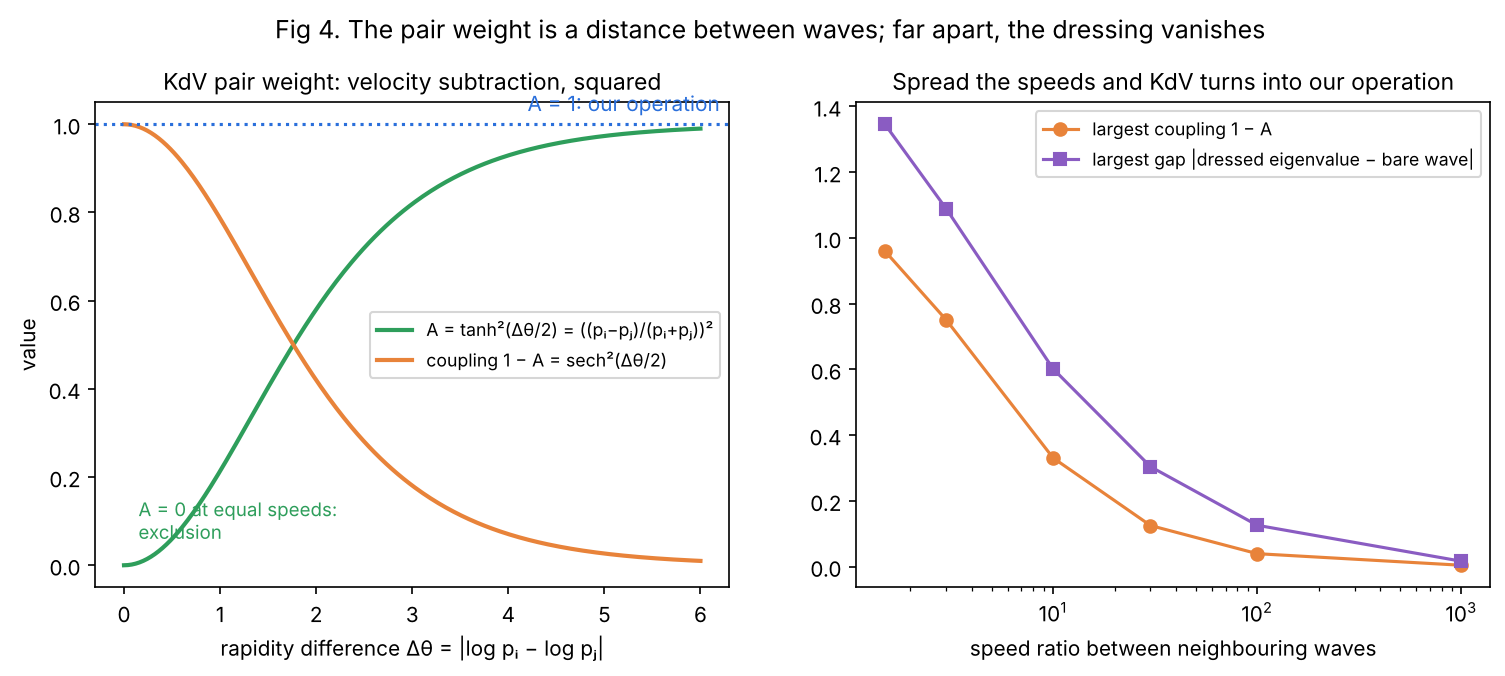 Fig 4. The pair weight is a distance between waves; far apart, the dressing vanishes
KdV pair weight: velocity subtraction, squared
A = 1: our operation
value
1.0
0.8
0.6
0.4
0.2
0.0
A = tanh²(Δθ/2) = ((pᵢ−pⱼ)/(pᵢ+pⱼ))²
coupling 1 − A = sech²(Δθ/2)
A = 0 at equal speeds:
exclusion
0 1 2 3 4 5 6
rapidity difference Δθ = |log pᵢ − log pⱼ|
Spread the speeds and KdV turns into our operation
1.4
1.2
1.0
0.8
0.6
0.4
0.2
0.0
largest coupling 1 − A
largest gap |dressed eigenvalue − bare wave|
10¹ 10² 10³
speed ratio between neighbouring waves